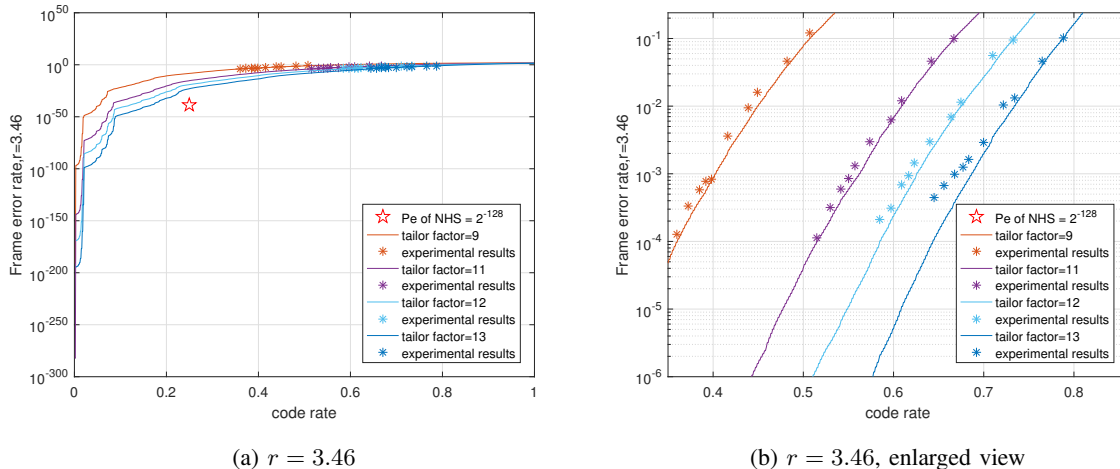 Frame error rate,r=3.46
10^50
10^0
10^-50
10^-100
10^-150
10^-200
10^-250
10^-300
0
0.2
0.4
0.6
0.8
1
code rate
Pe of NHS = 2^-128
tailor factor=9
experimental results
tailor factor=11
experimental results
tailor factor=12
experimental results
tailor factor=13
experimental results
(a) r = 3.46
Frame error rate,r=3.46
10^-1
10^-2
10^-3
10^-4
10^-5
10^-6
0.4
0.5
0.6
0.7
0.8
code rate
Pe of NHS = 2^-128
tailor factor=9
experimental results
tailor factor=11
experimental results
tailor factor=12
experimental results
tailor factor=13
experimental results
(b) r = 3.46, enlarged view